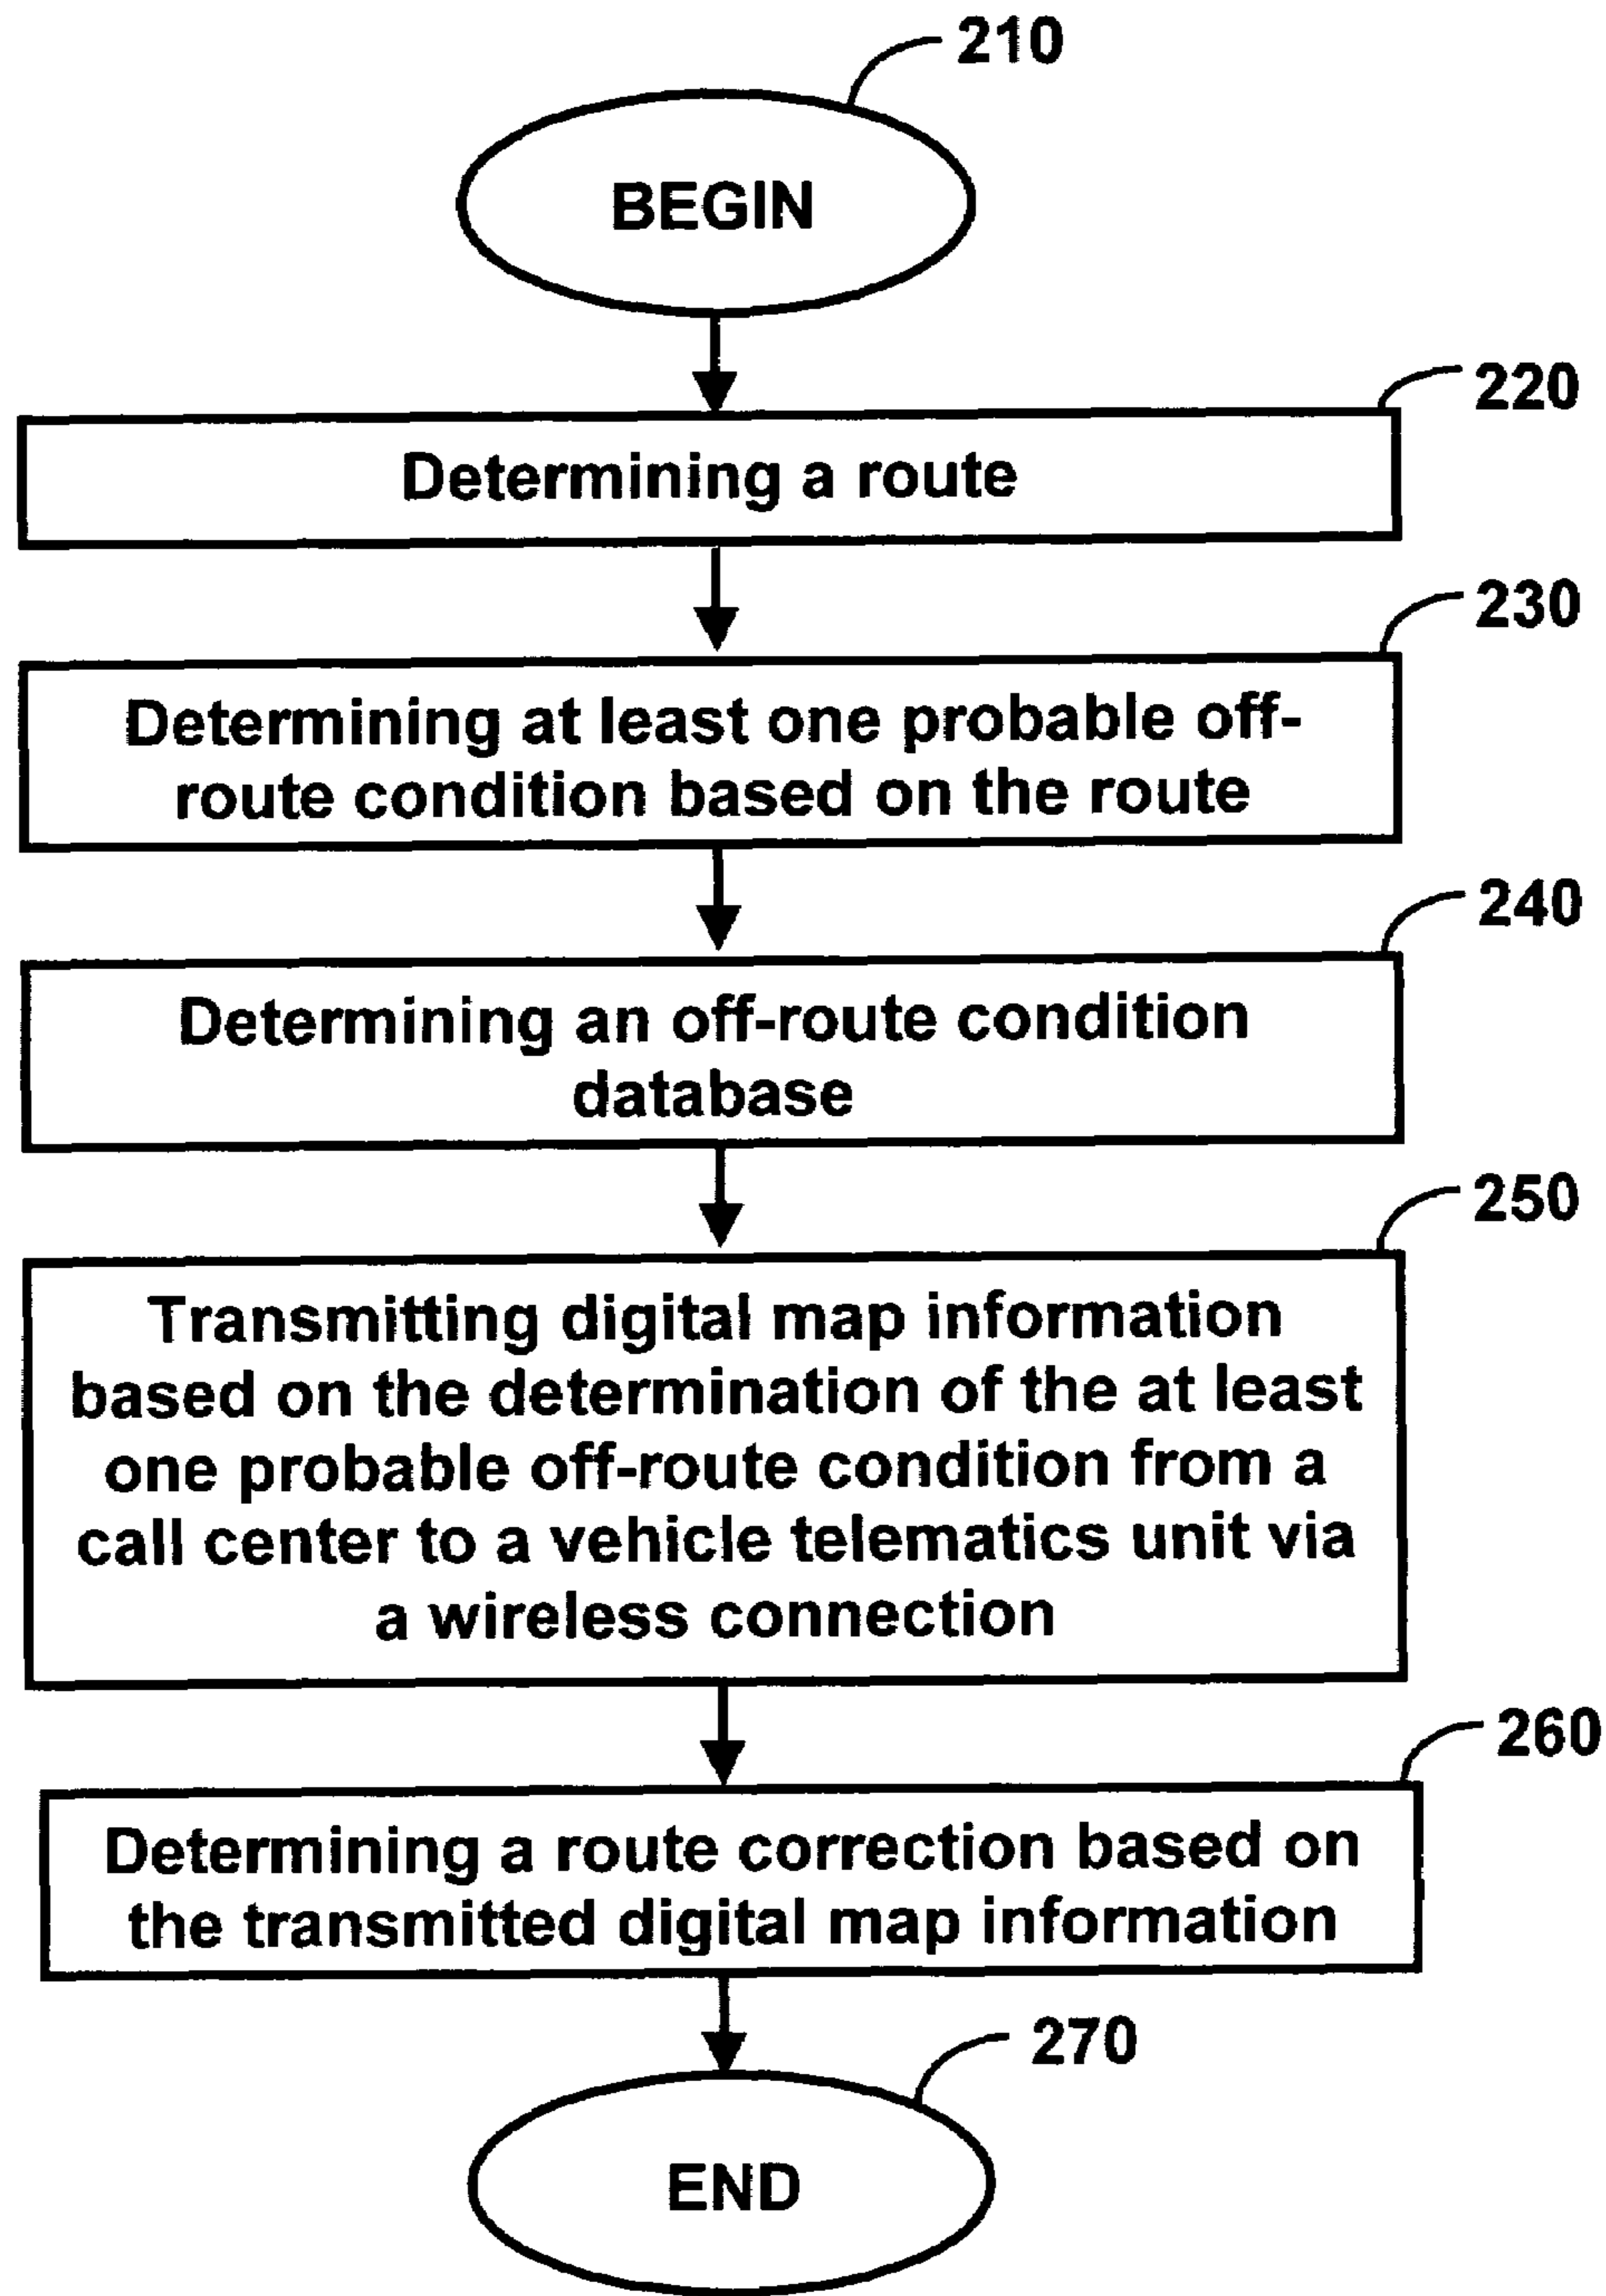 210
BEGIN
220
Determining a route
230
Determining at least one probable off-
route condition based on the route
240
Determining an off-route condition
database
250
Transmitting digital map information
based on the determination of the at least
one probable off-route condition from a
call center to a vehicle telematics unit via
a wireless connection
260
Determining a route correction based on
the transmitted digital map information
270
END